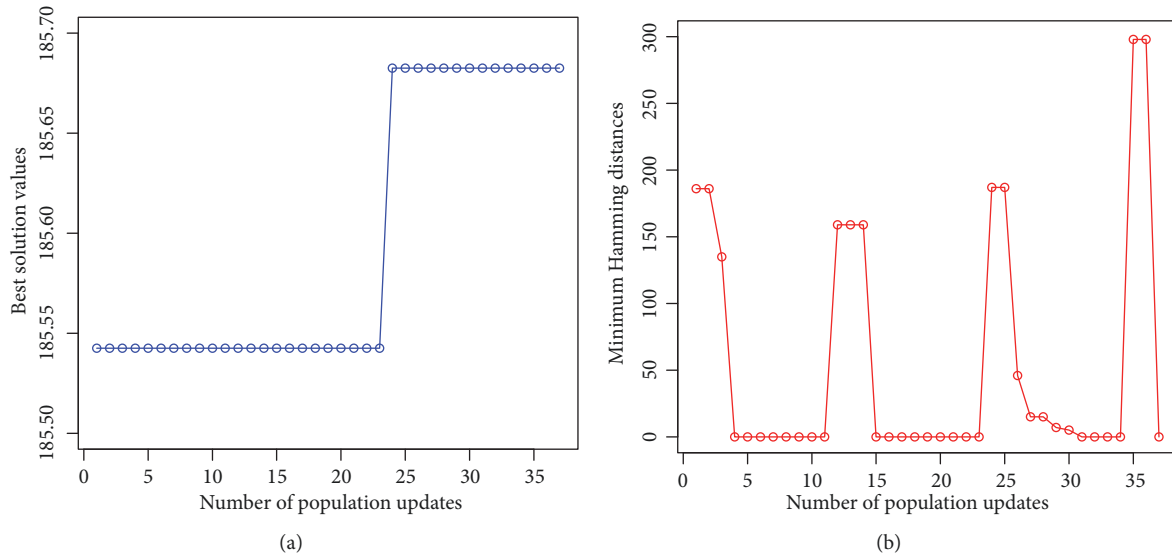 185.70
185.65
185.60
185.55
185.50
Best solution values
0 5 10 15 20 25 30 35
Number of population updates
(a)
300
250
200
150
100
50
0
Minimum Hamming distances
0 5 10 15 20 25 30 35
Number of population updates
(b)